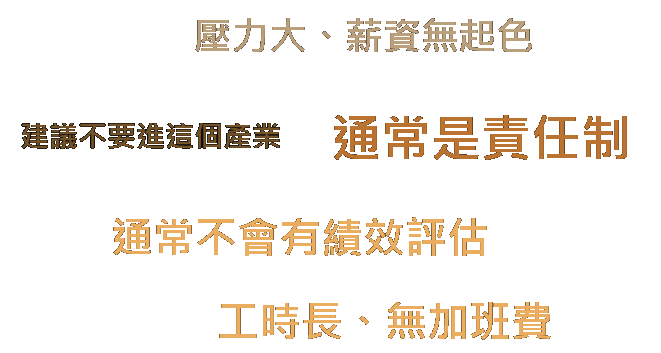 壓力大、薪資無起色
建議不要進這個產業
通常是責任制
通常不會有績效評估
工時長、無加班費